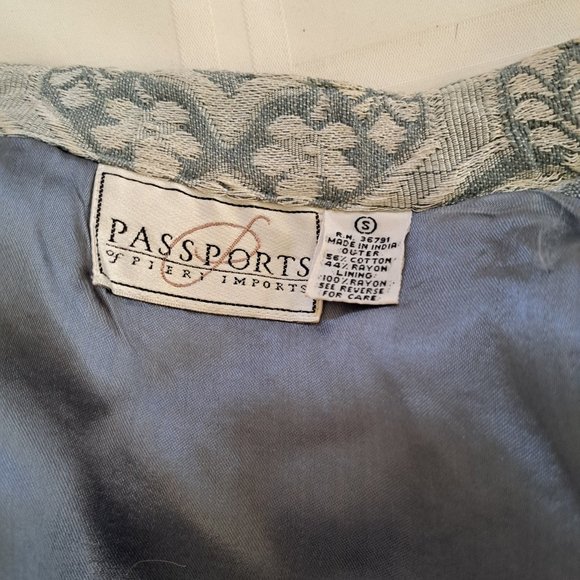 PASSPORTS
of PIER 1 IMPORTS
S
R.N. 36791
MADE IN INDIA
OUTER
56% COTTON
44% RAYON
LINING
100% RAYON
SEE REVERSE
FOR CARE